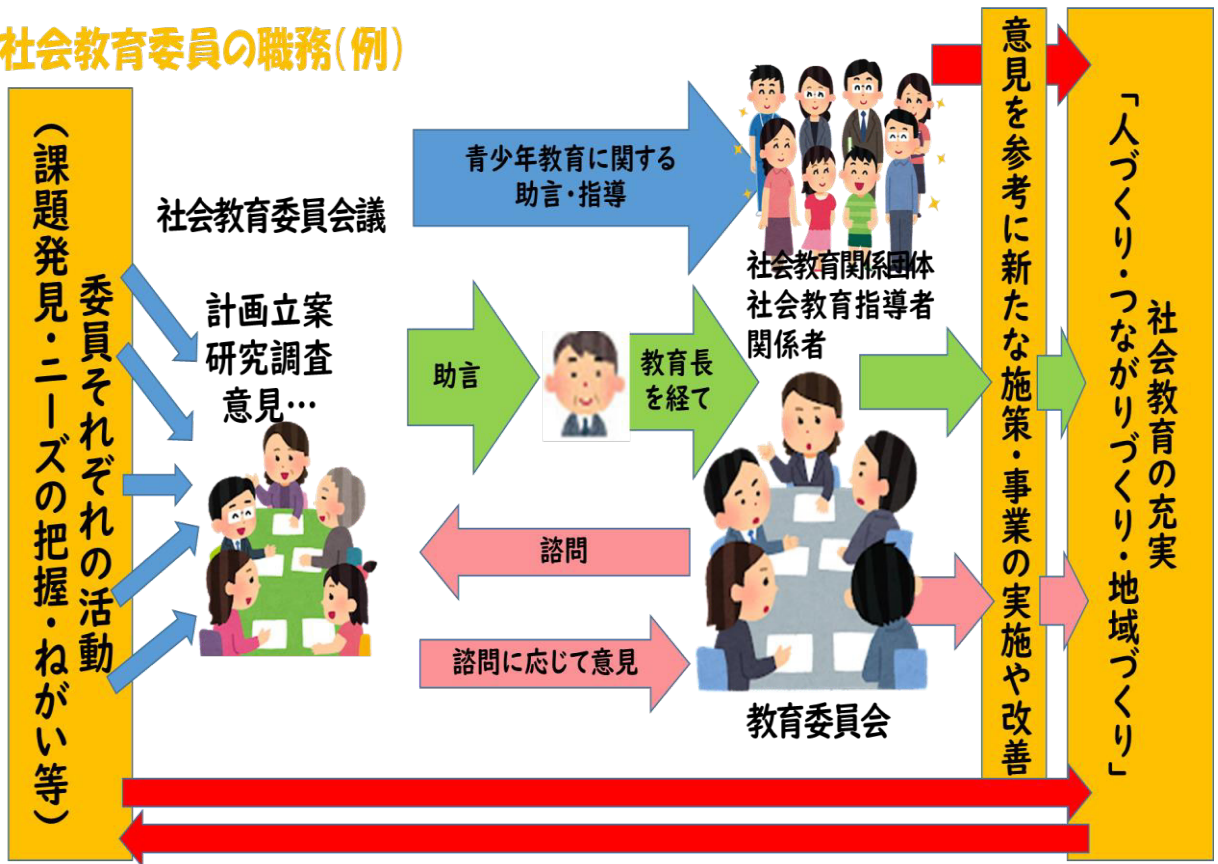 社会教育委員の職務(例)
委員それぞれの活動
(課題発見・ニーズの把握・ねがい等)
社会教育委員会議
計画立案
研究調査
意見…
青少年教育に関する
助言・指導
社会教育関係団体
社会教育指導者
関係者
助言
教育長
を経て
諮問
諮問に応じて意見
教育委員会
意見を参考に新たな施策・事業の実施や改善
社会教育の充実
「人づくり・つながりづくり・地域づくり」